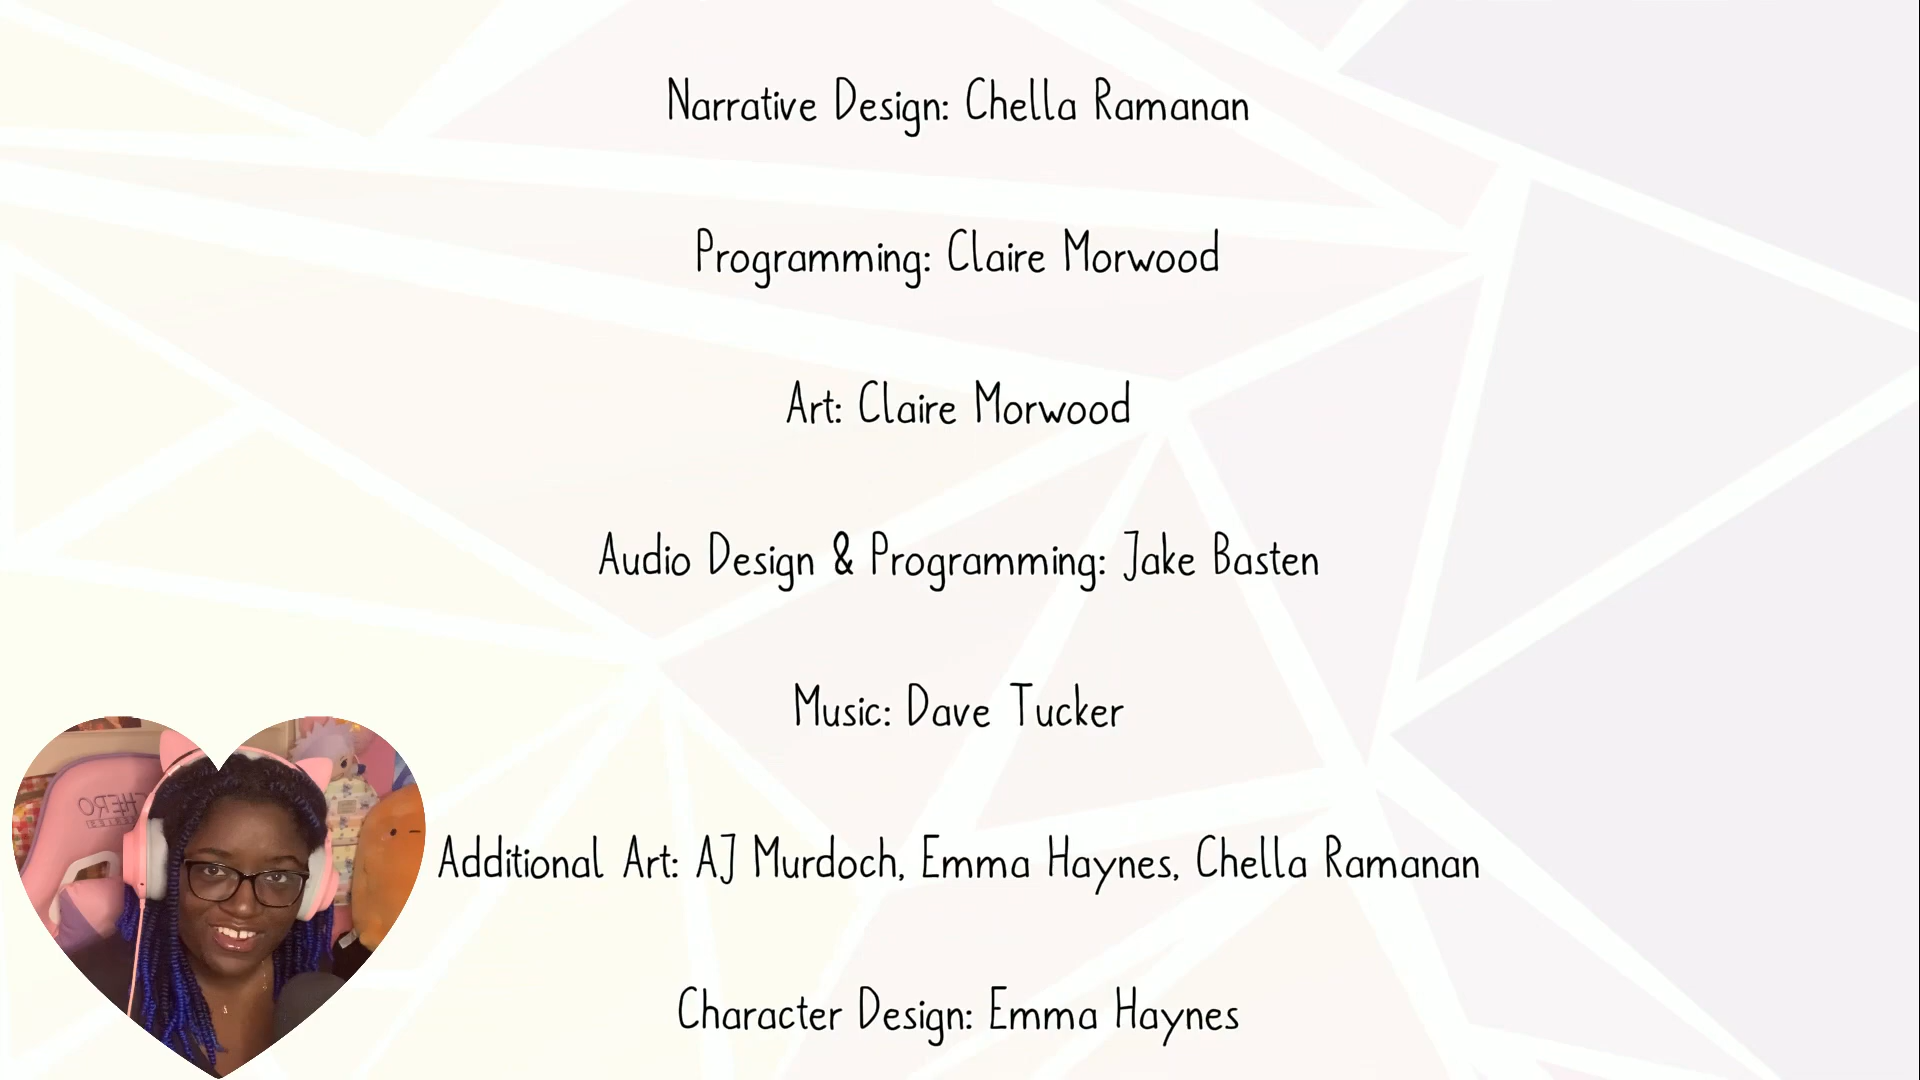 Narrative Design: Chella Ramanan
Programming: Claire Morwood
Art: Claire Morwood
Audio Design & Programming: Jake Basten
Music: Dave Tucker
Additional Art: AJ Murdoch, Emma Haynes, Chella Ramanan
Character Design: Emma Haynes